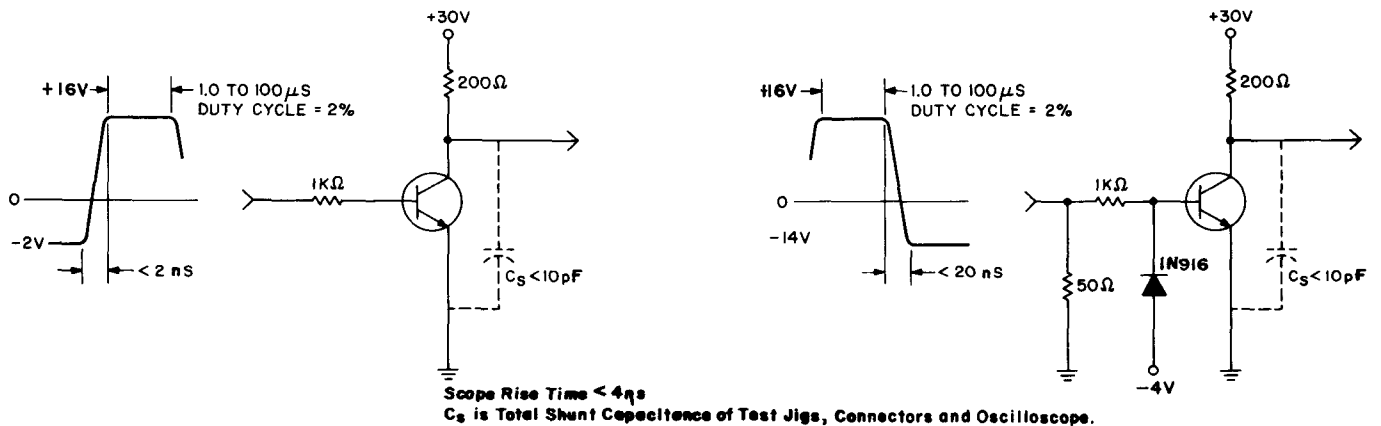 +30V
200Ω
+16V
1.0 TO 100μS
DUTY CYCLE = 2%
0
-2V
< 2 nS
1KΩ
CS<10pF
+30V
200Ω
+16V
1.0 TO 100μS
DUTY CYCLE = 2%
0
-14V
< 20 nS
1KΩ
50Ω
1N916
-4V
CS<10pF
Scope Rise Time < 4ηs
Cs is Total Shunt Capacitance of Test Jigs, Connectors and Oscilloscope.